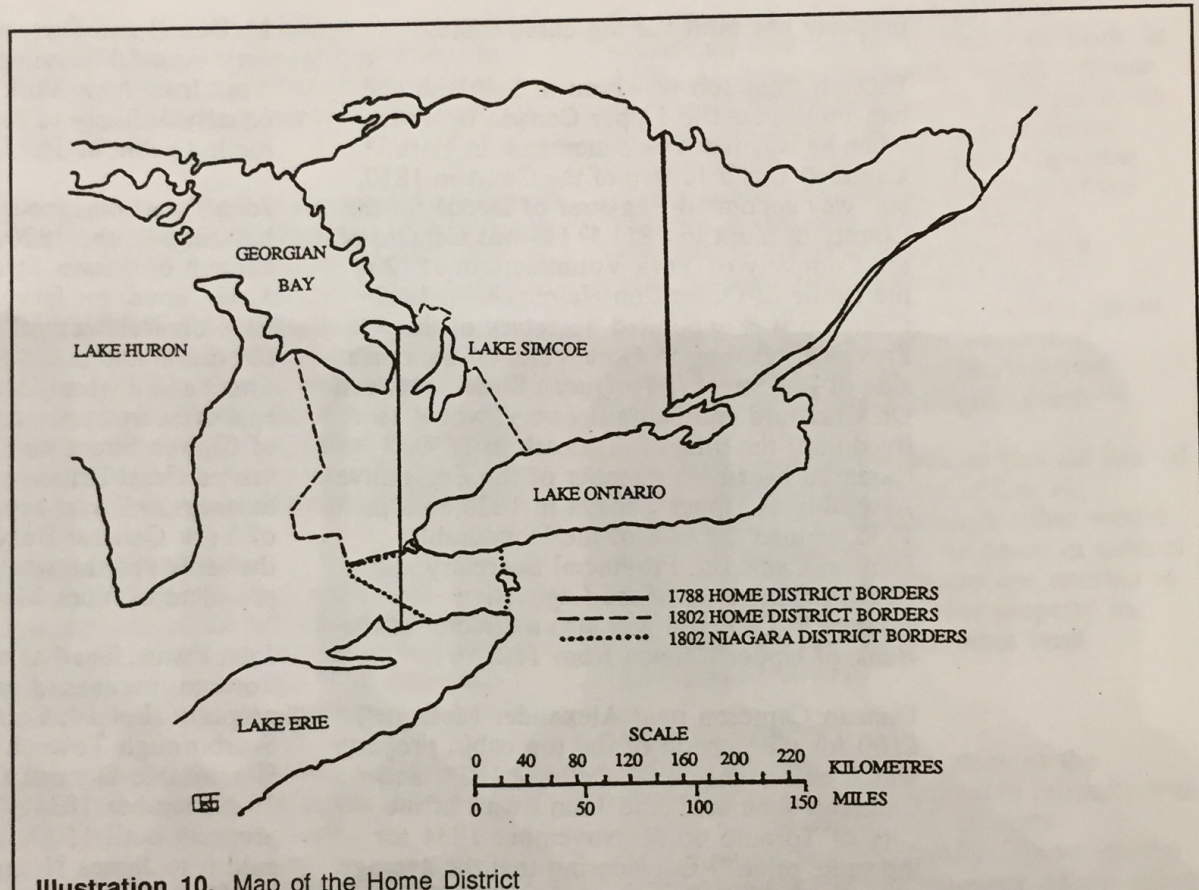 GEORGIAN
BAY
LAKE HURON
LAKE SIMCOE
LAKE ONTARIO
1788 HOME DISTRICT BORDERS
1802 HOME DISTRICT BORDERS
1802 NIAGARA DISTRICT BORDERS
LAKE ERIE
SCALE
0 40 80 120 160 200 220 KILOMETRES
0 50 100 150 MILES
Illustration 10. Map of the Home District